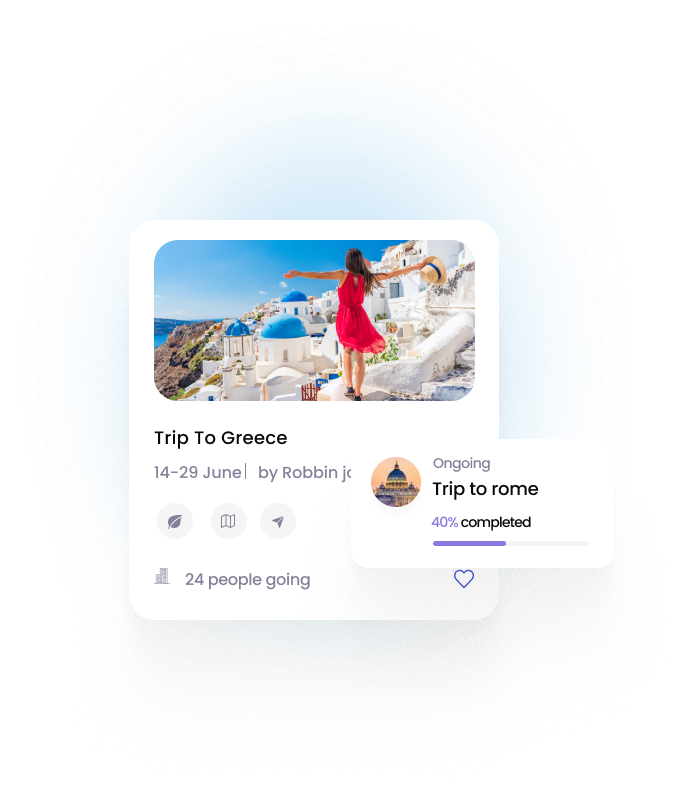 Trip To Greece
14-29 June | by Robbin
Ongoing
Trip to rome
40% completed
24 people going